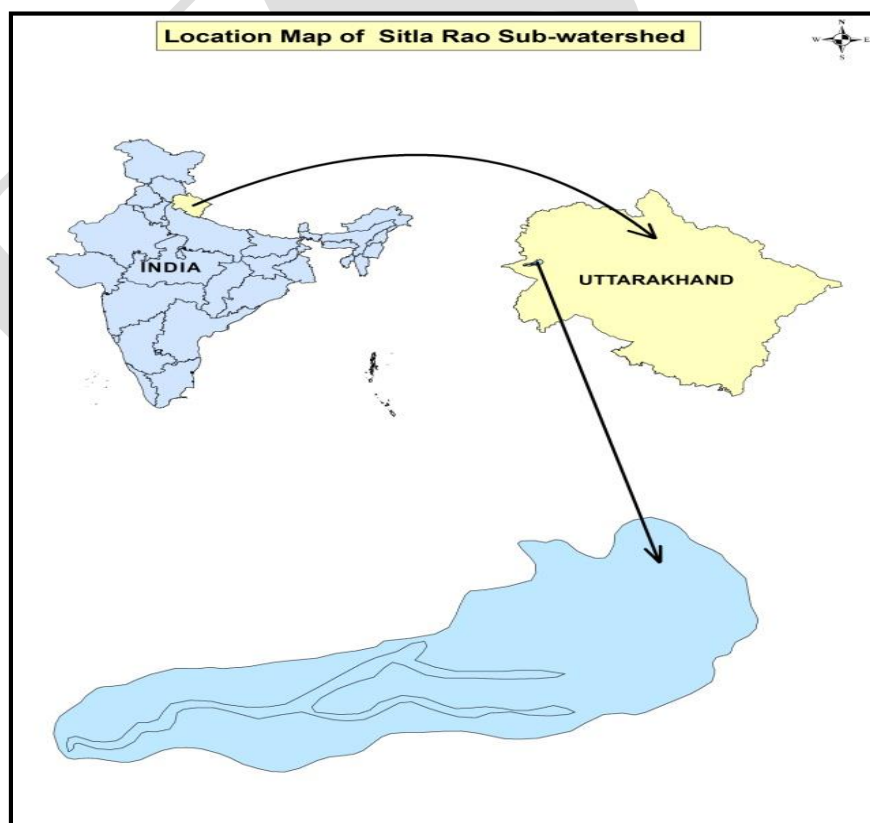 Location Map of Sitla Rao Sub-watershed
N
W E
S
INDIA
UTTARAKHAND